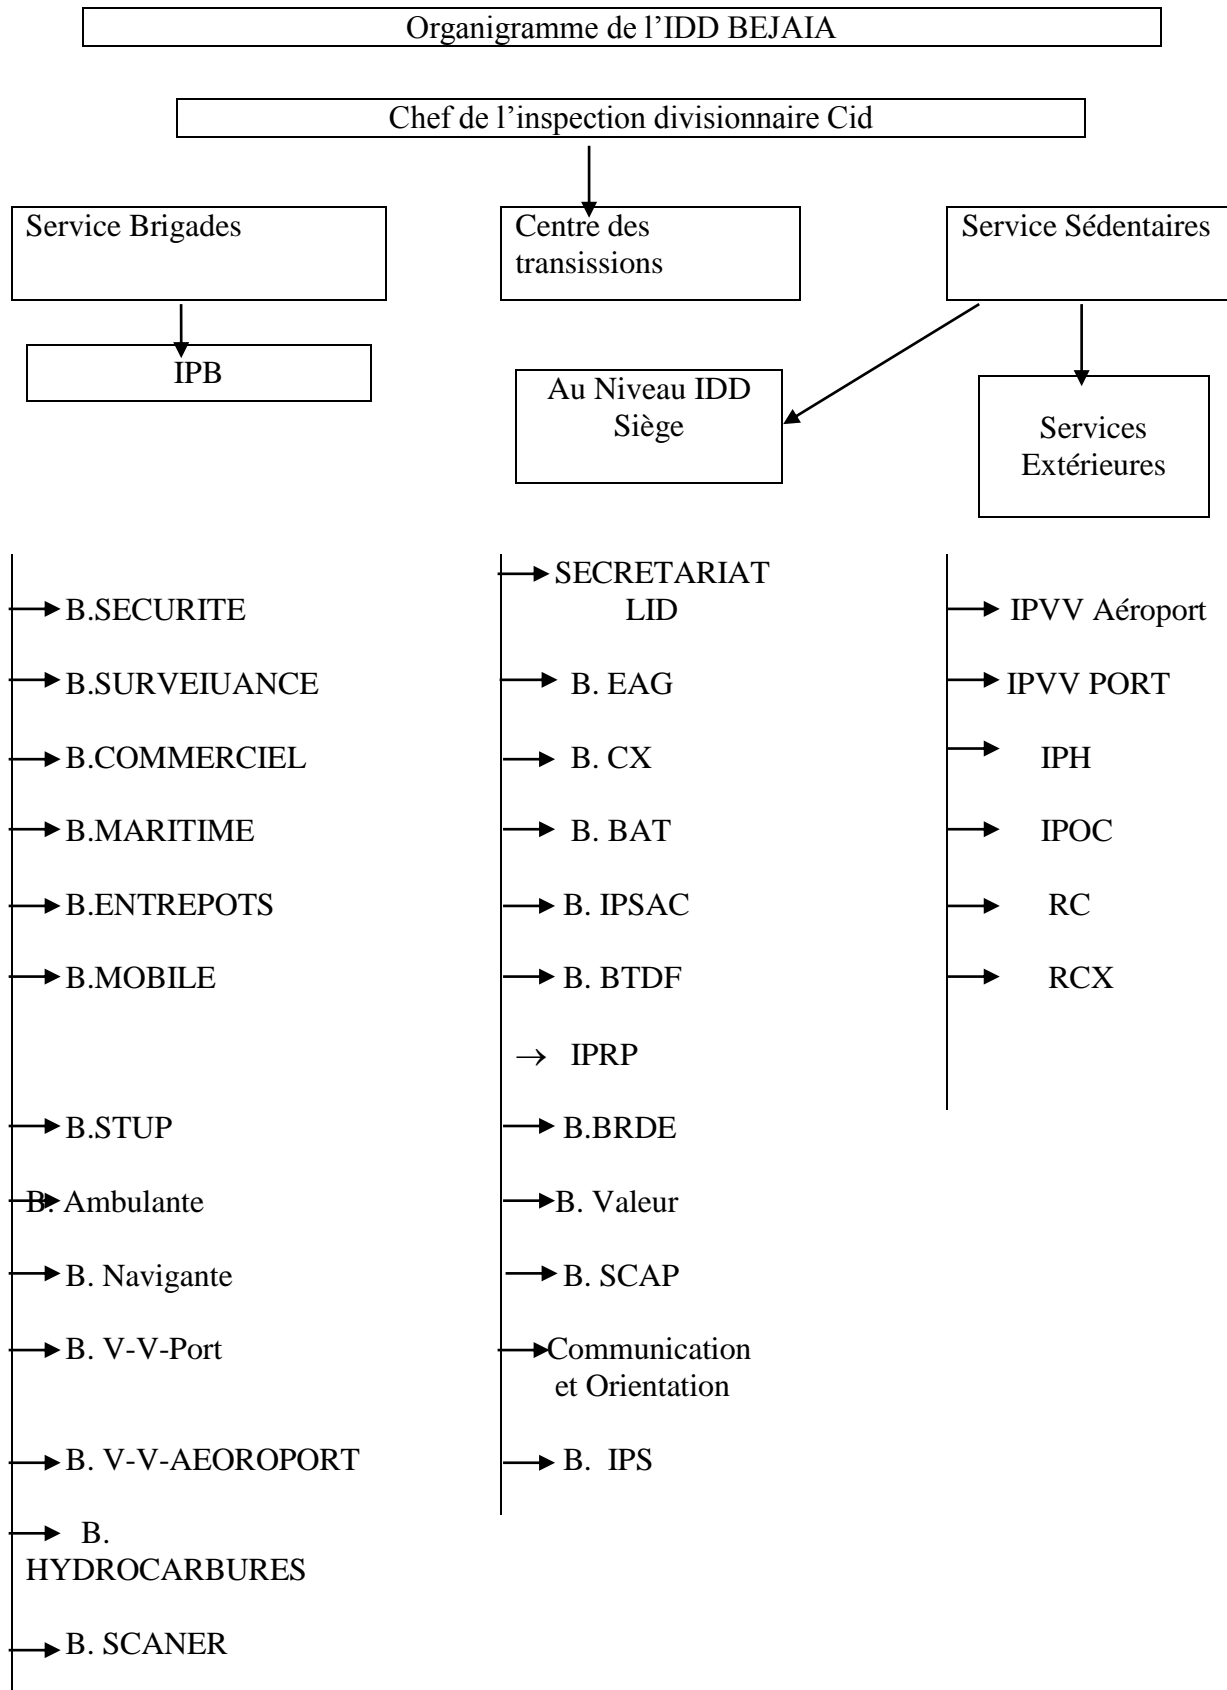 Organigramme de l’IDD BEJAIA
Chef de l’inspection divisionnaire Cid
Service Brigades
Centre des
transissions
Service Sédentaires
IPB
Au Niveau IDD
Siège
Services
Extérieures
B.SECURITE
B.SURVEIUANCE
B.COMMERCIEL
B.MARITIME
B.ENTREPOTS
B.MOBILE
B.STUP
B. Ambulante
B. Navigante
B. V-V-Port
B. V-V-AEOROPORT
B.
HYDROCARBURES
B. SCANER
SECRETARIAT
LID
B. EAG
B. CX
B. BAT
B. IPSAC
B. BTDF
→ IPRP
B.BRDE
B. Valeur
B. SCAP
Communication
et Orientation
B. IPS
IPVV Aéroport
IPVV PORT
IPH
IPOC
RC
RCX